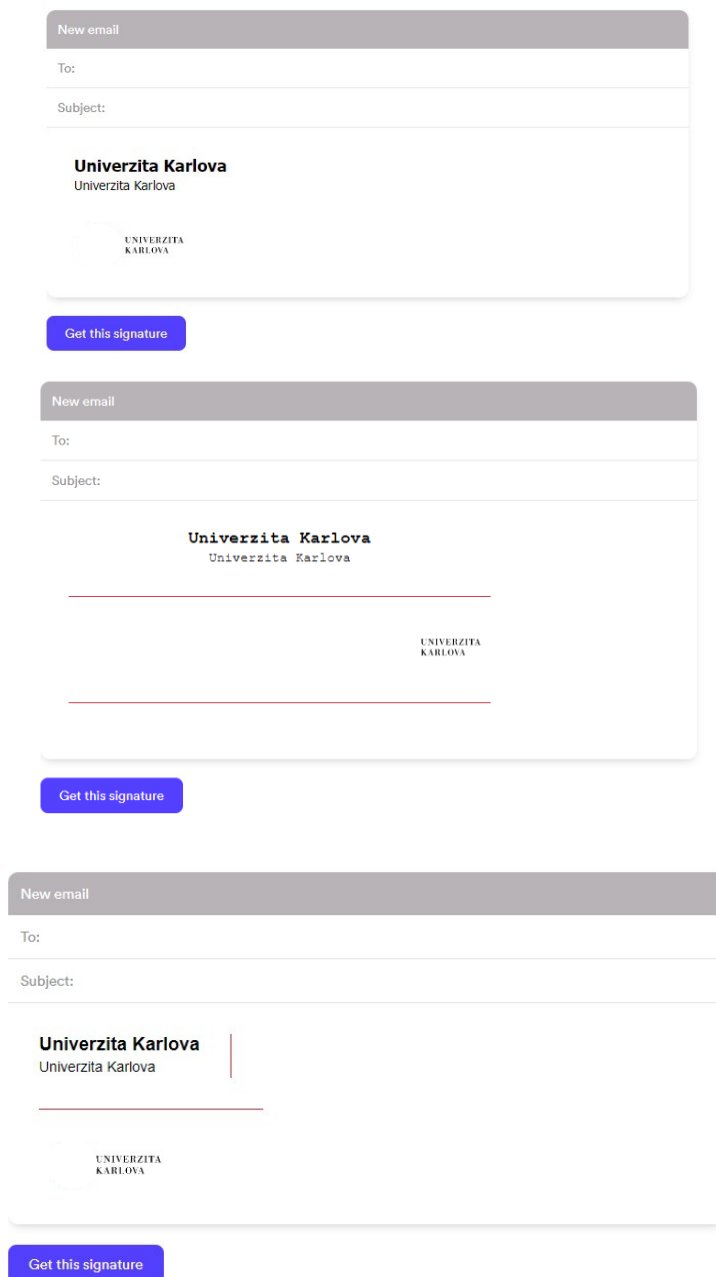 New email
To:
Subject:
Univerzita Karlova
Univerzita Karlova
UNIVERZITA
KARLOVA
Get this signature
New email
To:
Subject:
Univerzita Karlova
Univerzita Karlova
UNIVERZITA
KARLOVA
Get this signature
New email
To:
Subject:
Univerzita Karlova
Univerzita Karlova
UNIVERZITA
KARLOVA
Get this signature